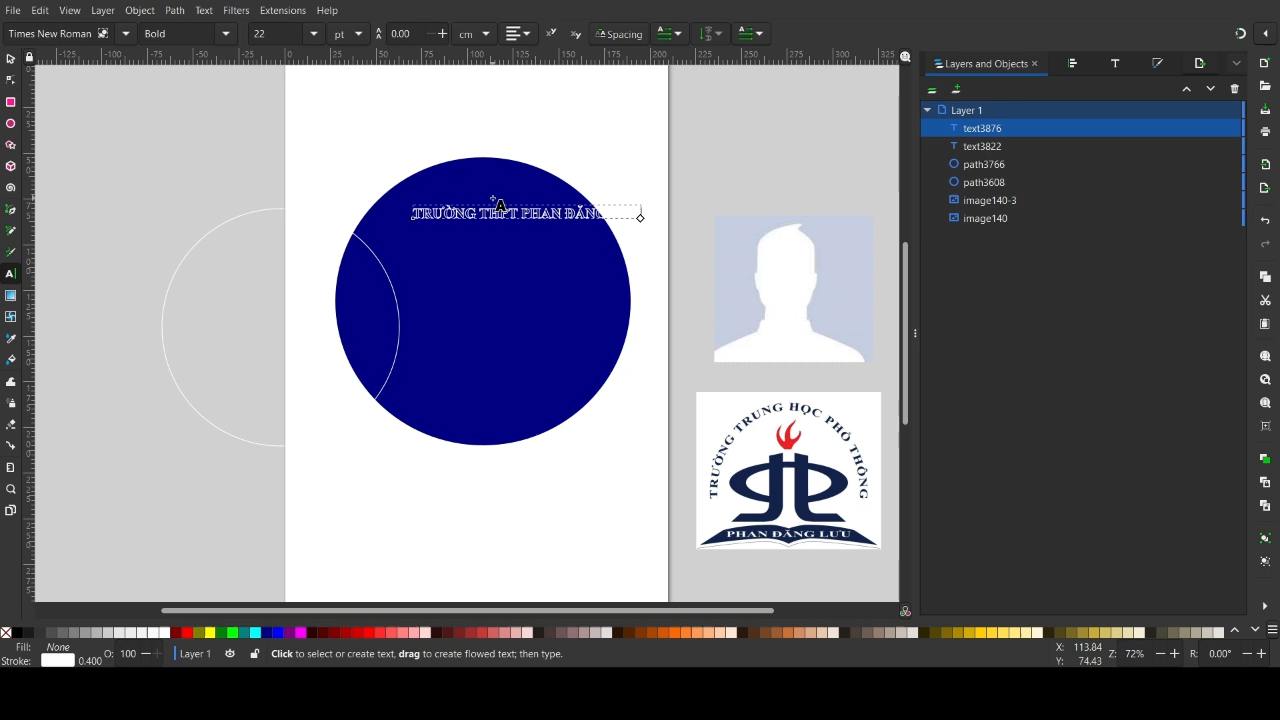 File Edit View Layer Object Path Text Filters Extensions Help
Times New Roman Bold 22 pt 0.00 cm Spacing
Layers and Objects
Layer 1
text3876
text3822
path3766
path3608
image140-3
image140
TRƯỜNG THPT PHAN ĐĂNG
TRƯỜNG TRUNG HỌC PHỔ THÔNG
PHAN ĐĂNG LƯU
Fill: None
Stroke: 0.400 O: 100 Layer 1 Click to select or create text, drag to create flowed text; then type. X: 113.84 Y: 74.43 Z: 72% R: 0.00°